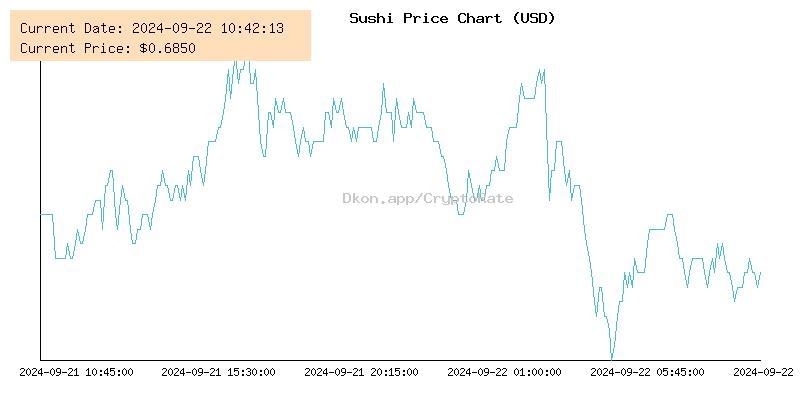 Sushi Price Chart (USD)
Current Date: 2024-09-22 10:42:13
Current Price: $0.6850
Dkon.app/CryptoRate
2024-09-21 10:45:00 2024-09-21 15:30:00 2024-09-21 20:15:00 2024-09-22 01:00:00 2024-09-22 05:45:00 2024-09-22